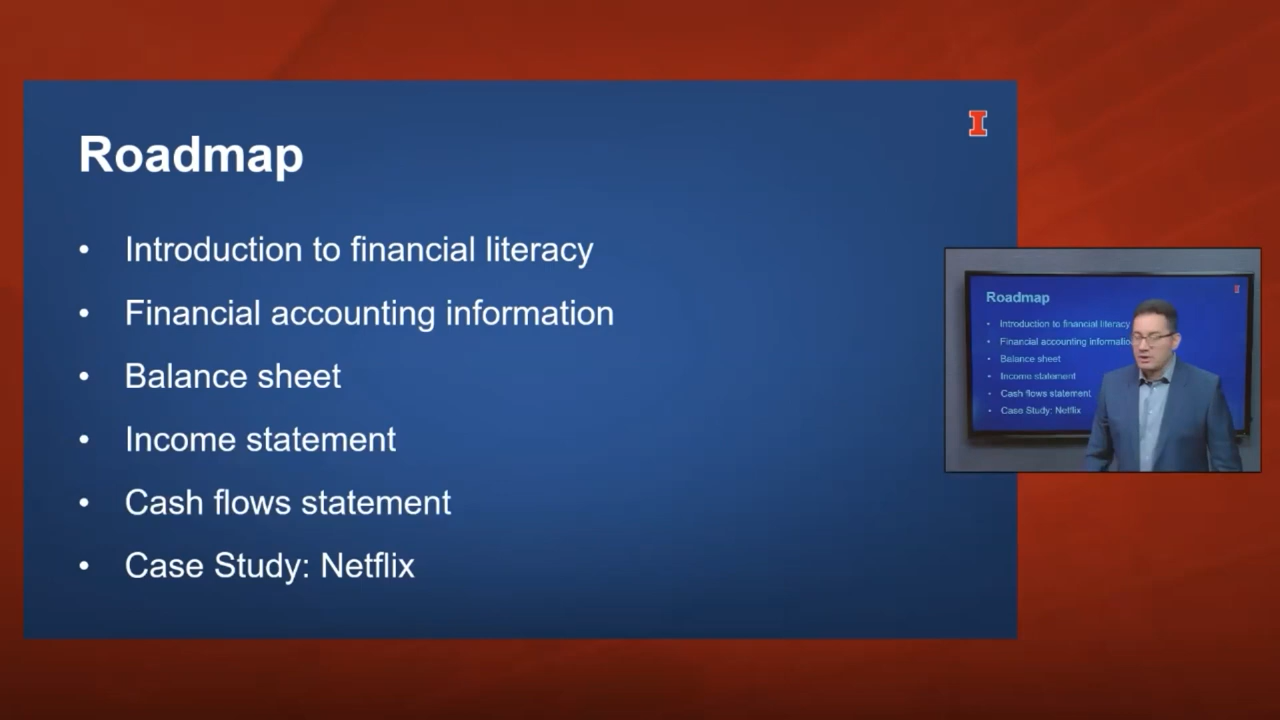 Roadmap
• Introduction to financial literacy
• Financial accounting information
• Balance sheet
• Income statement
• Cash flows statement
• Case Study: Netflix
I
Roadmap
• Introduction to financial literacy
• Financial accounting informatio
• Balance sheet
• Income statement
• Cash flows statement
• Case Study: Netflix
I